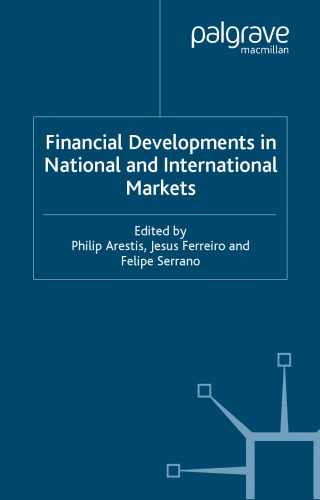 palgrave
macmillan
Financial Developments in
National and International
Markets
Edited by
Philip Arestis, Jesus Ferreiro and
Felipe Serrano